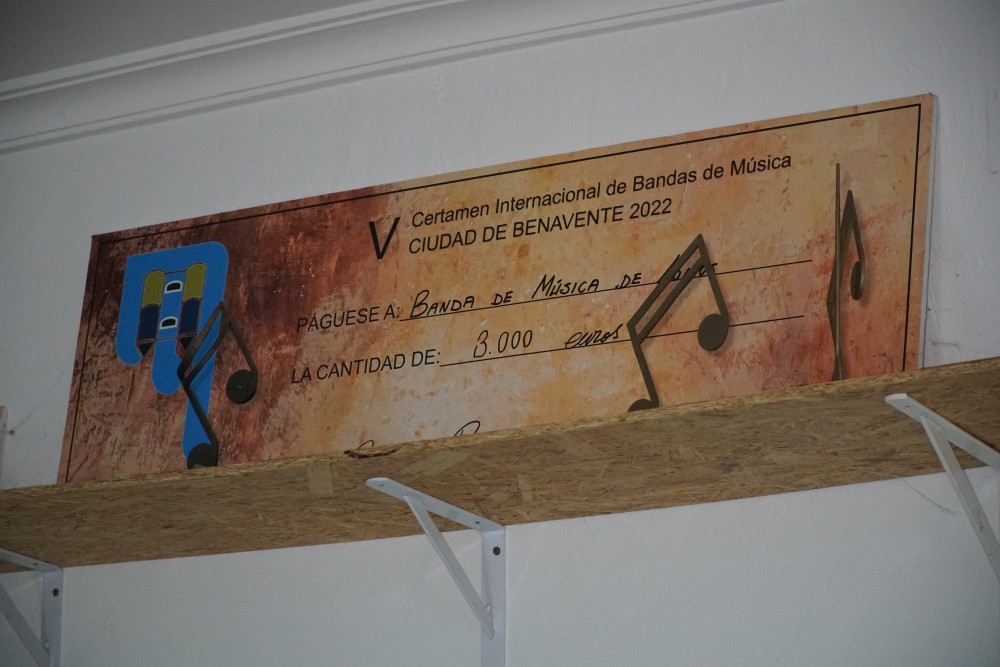 V Certamen Internacional de Bandas de Música
CIUDAD DE BENAVENTE 2022
PÁGUESE A: BANDA DE MÚSICA DE
LA CANTIDAD DE: 3.000 euros